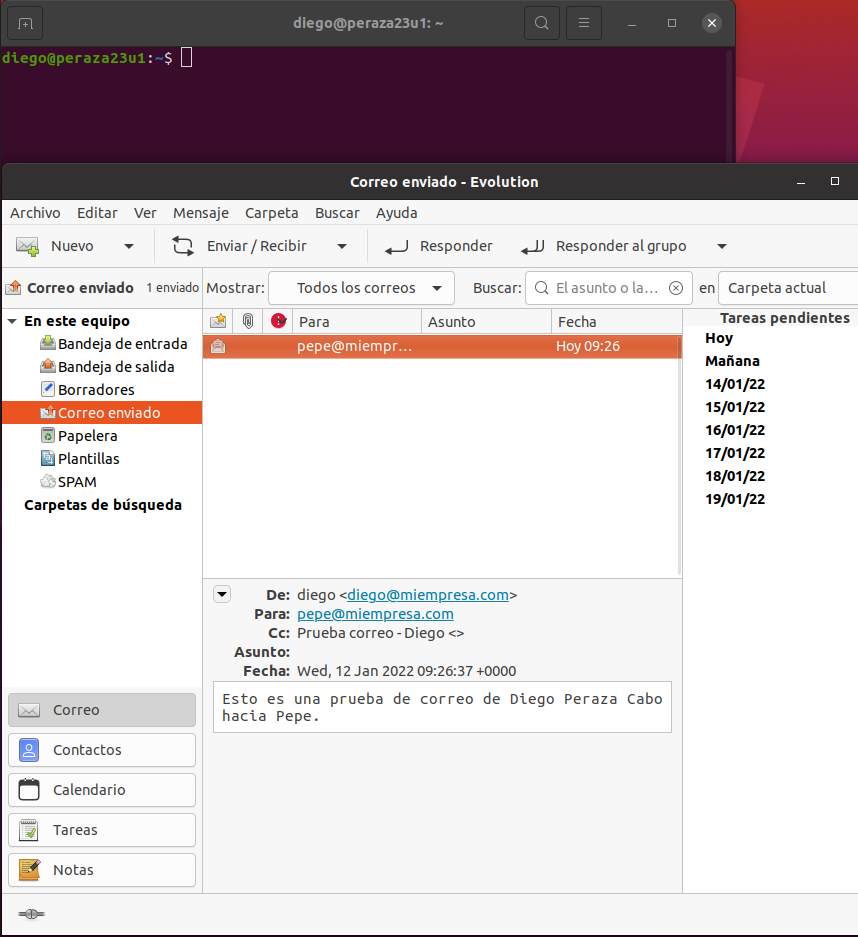 diego@peraza23u1: ~
diego@peraza23u1:~$
Correo enviado - Evolution
Archivo Editar Ver Mensaje Carpeta Buscar Ayuda
Nuevo Enviar / Recibir Responder Responder al grupo
Correo enviado 1 enviado Mostrar: Todos los correos Buscar: El asunto o la... en Carpeta actual
En este equipo
Bandeja de entrada
Bandeja de salida
Borradores
Correo enviado
Papelera
Plantillas
SPAM
Carpetas de búsqueda
Para Asunto Fecha
pepe@miempr... Hoy 09:26
Tareas pendientes
Hoy
Mañana
14/01/22
15/01/22
16/01/22
17/01/22
18/01/22
19/01/22
De: diego <diego@miempresa.com>
Para: pepe@miempresa.com
Cc: Prueba correo - Diego <>
Asunto:
Fecha: Wed, 12 Jan 2022 09:26:37 +0000
Esto es una prueba de correo de Diego Peraza Cabo
hacia Pepe.
Correo
Contactos
Calendario
Tareas
Notas